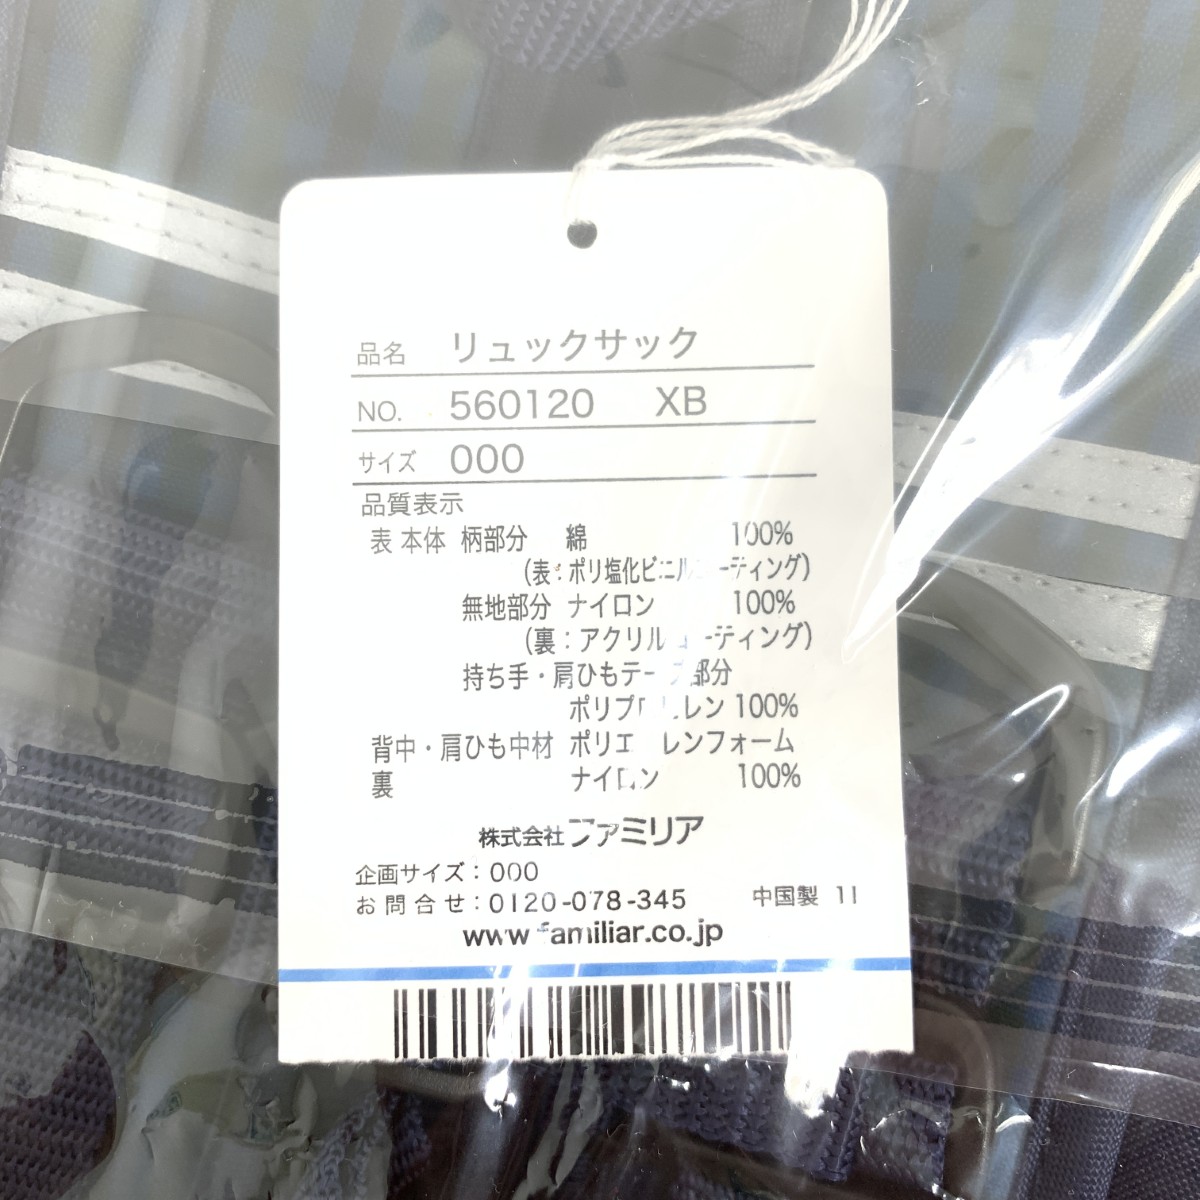 品名 リュックサック
NO. 560120 XB
サイズ 000
品質表示
表 本体 柄部分 綿 100%
(表：ポリ塩化ビニルコーティング)
無地部分 ナイロン 100%
(裏：アクリルコーティング)
持ち手・肩ひもテープ部分
ポリプロピレン 100%
背中・肩ひも中材 ポリエチレンフォーム
裏 ナイロン 100%
株式会社ファミリア
企画サイズ：000
お問合せ：0120-078-345 中国製 11
www.familiar.co.jp